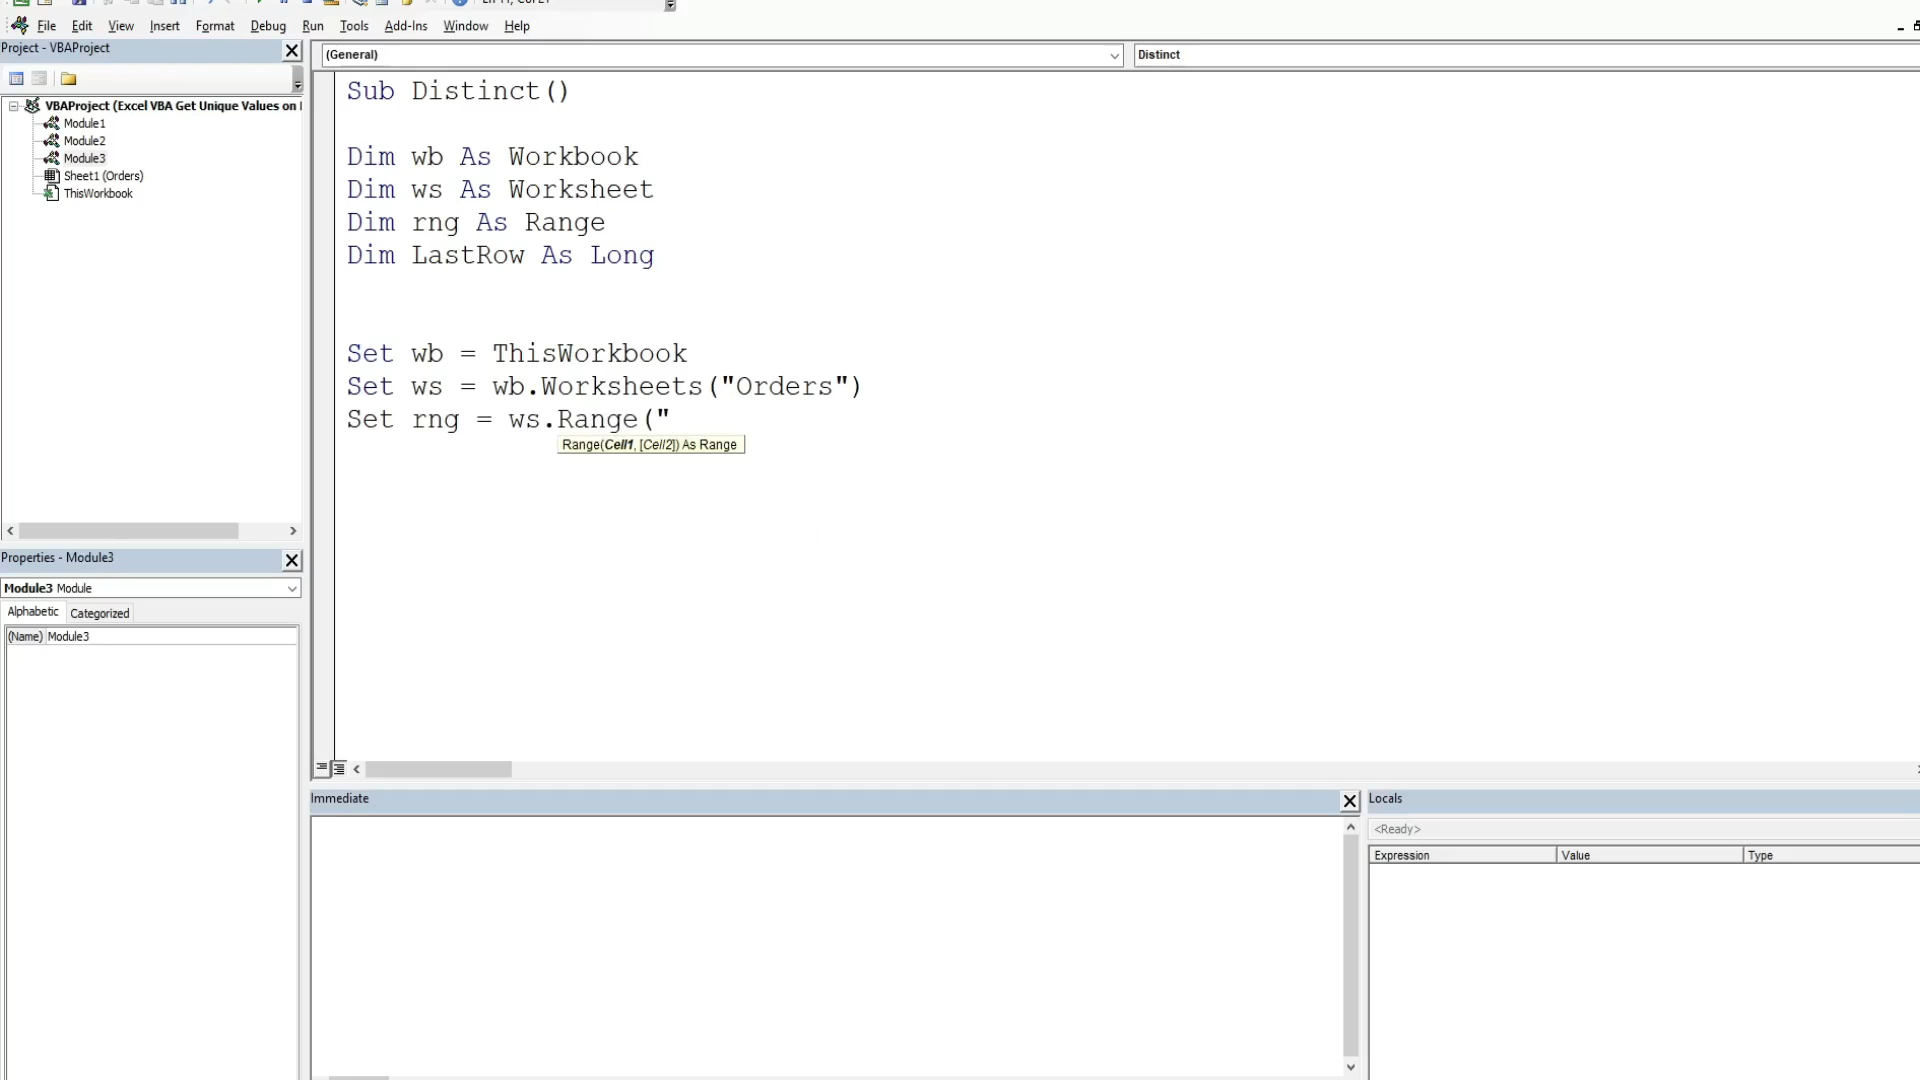 File Edit View Insert Format Debug Run Tools Add-Ins Window Help
Project - VBAProject
(General)
Distinct
VBAProject (Excel VBA Get Unique Values on
Module1
Module2
Module3
Sheet1 (Orders)
ThisWorkbook
Sub Distinct()
Dim wb As Workbook
Dim ws As Worksheet
Dim rng As Range
Dim LastRow As Long
Set wb = ThisWorkbook
Set ws = wb.Worksheets("Orders")
Set rng = ws.Range("
Range(Cell1, [Cell2]) As Range
Properties - Module3
Module3 Module
Alphabetic Categorized
(Name) Module3
Immediate
Locals
<Ready>
Expression Value Type